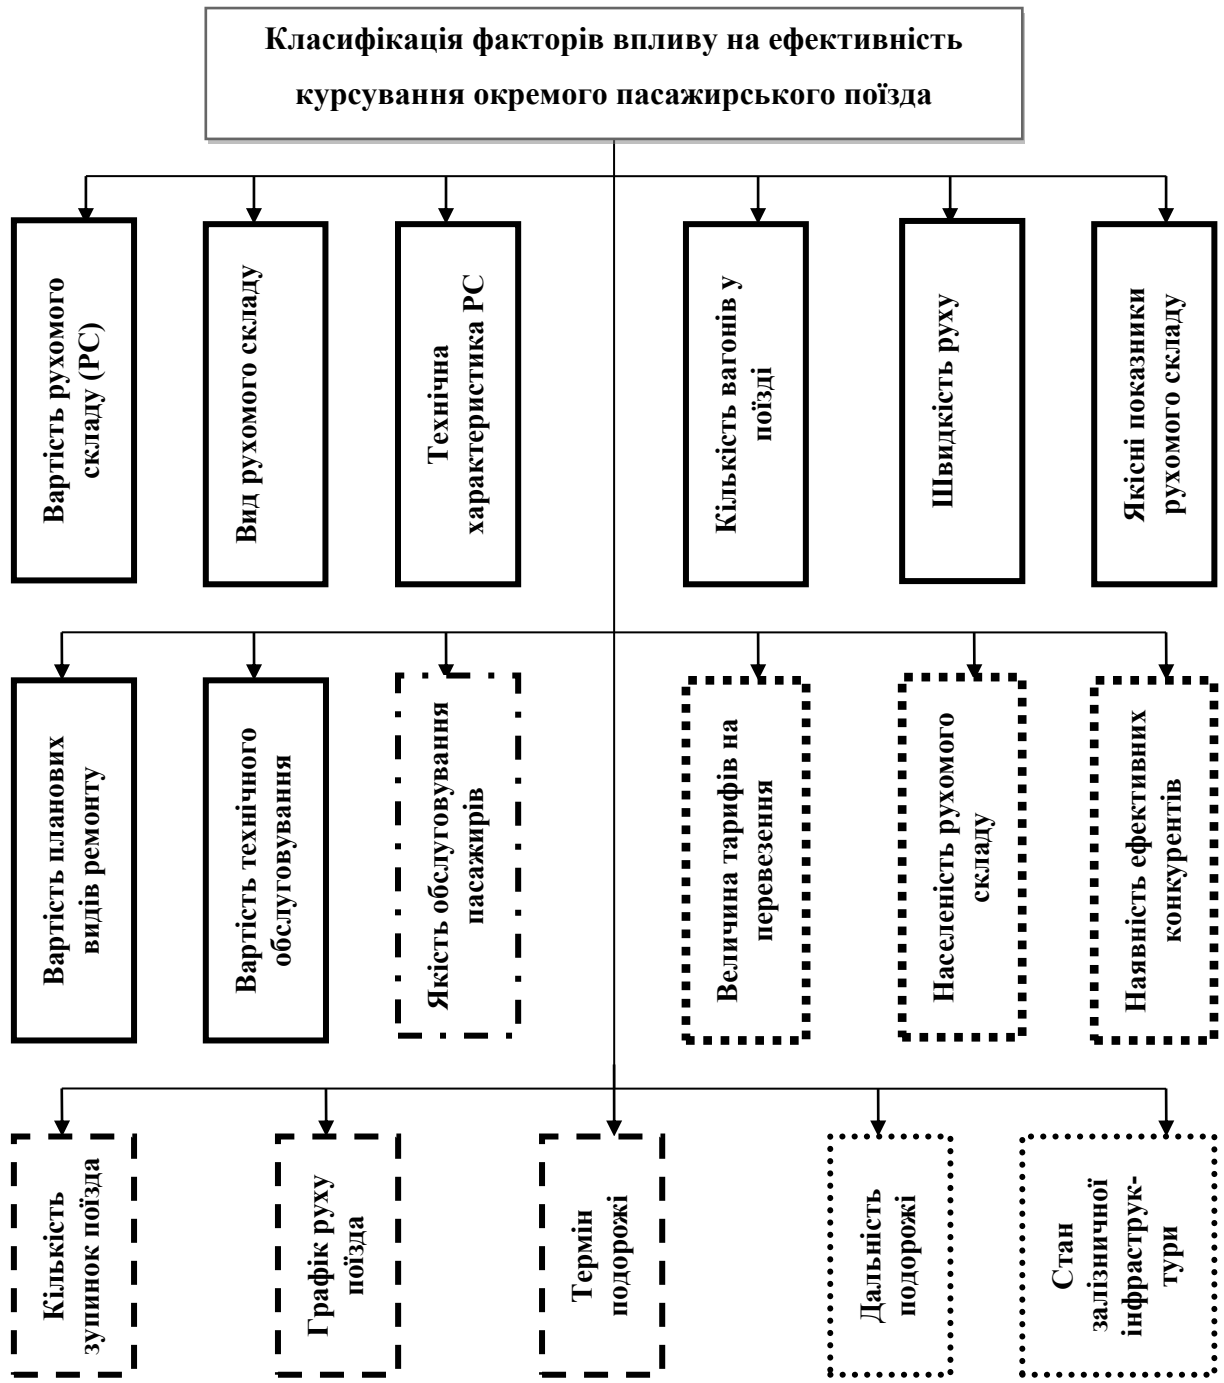 Класифікація факторів впливу на ефективність
курсування окремого пасажирського поїзда
Вартість рухомого
складу (РС)
Вид рухомого складу
Технічна
характеристика РС
Кількість вагонів у
поїзді
Швидкість руху
Якісні показники
рухомого складу
Вартість планових
видів ремонту
Вартість технічного
обслуговування
Якість обслуговування
пасажирів
Величина тарифів на
перевезення
Населеність рухомого
складу
Наявність ефективних
конкурентів
Кількість
зупинок поїзда
Графік руху
поїзда
Термін
подорожі
Дальність
подорожі
Стан
залізничної
інфраструк-
тури